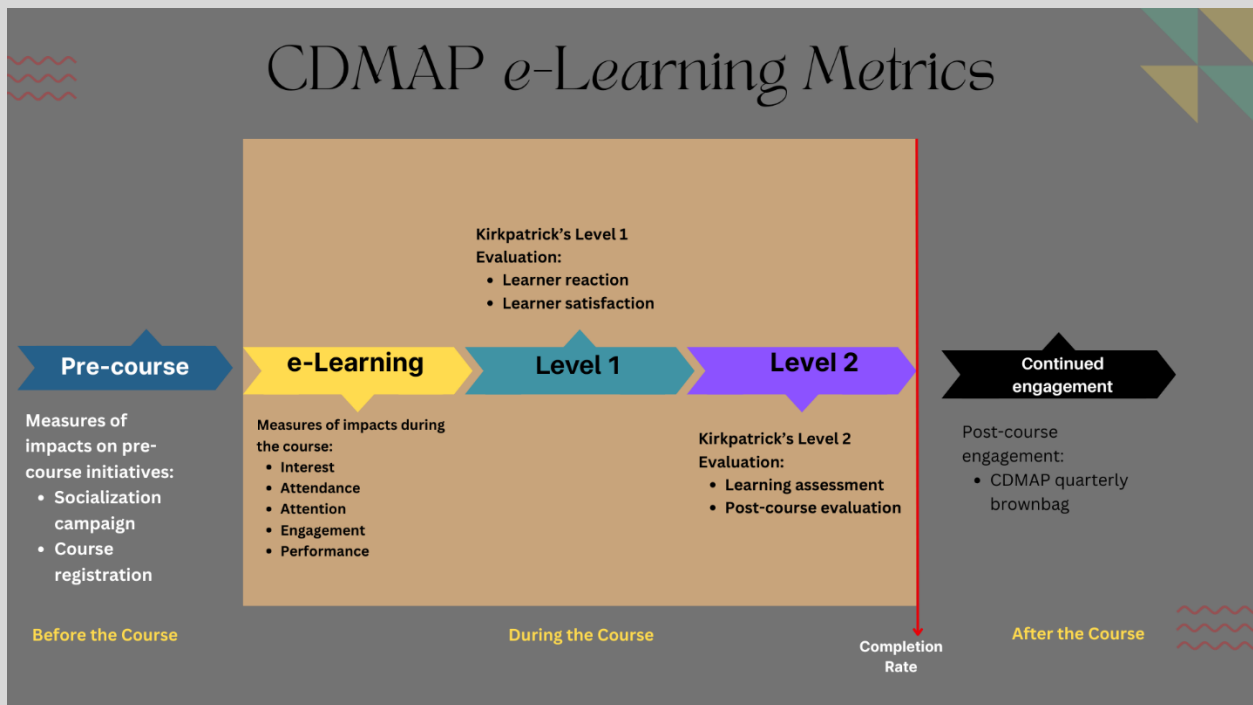 CDMAP e-Learning Metrics
Kirkpatrick's Level 1
Evaluation:
• Learner reaction
• Learner satisfaction
Pre-course
e-Learning
Level 1
Level 2
Continued
engagement
Measures of
impacts on pre-
course initiatives:
• Socialization
campaign
• Course
registration
Measures of impacts during
the course:
• Interest
• Attendance
• Attention
• Engagement
• Performance
Kirkpatrick's Level 2
Evaluation:
• Learning assessment
• Post-course evaluation
Post-course
engagement:
• CDMAP quarterly
brownbag
Before the Course
During the Course
Completion
Rate
After the Course